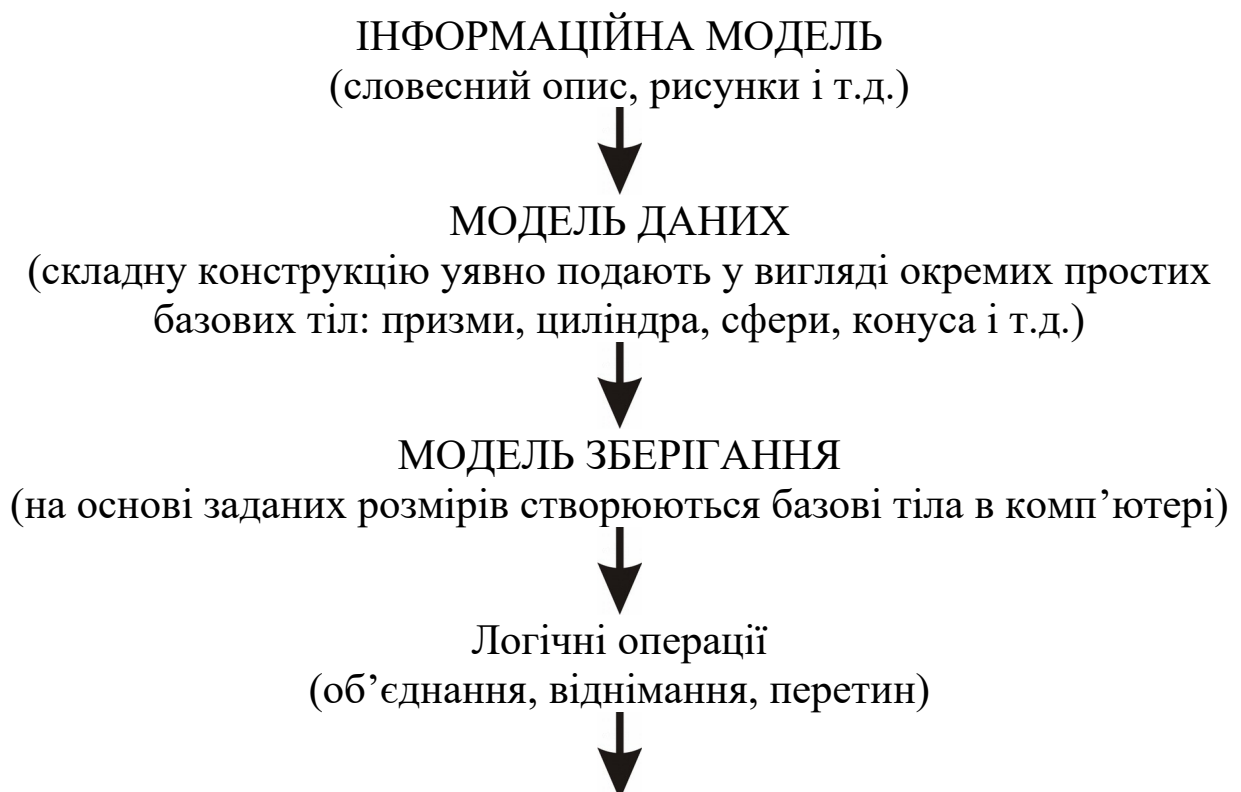 ІНФОРМАЦІЙНА МОДЕЛЬ
(словесний опис, рисунки і т.д.)
МОДЕЛЬ ДАНИХ
(складну конструкцію уявно подають у вигляді окремих простих
базових тіл: призми, циліндра, сфери, конуса і т.д.)
МОДЕЛЬ ЗБЕРІГАННЯ
(на основі заданих розмірів створюються базові тіла в комп’ютері)
Логічні операції
(об’єднання, віднімання, перетин)